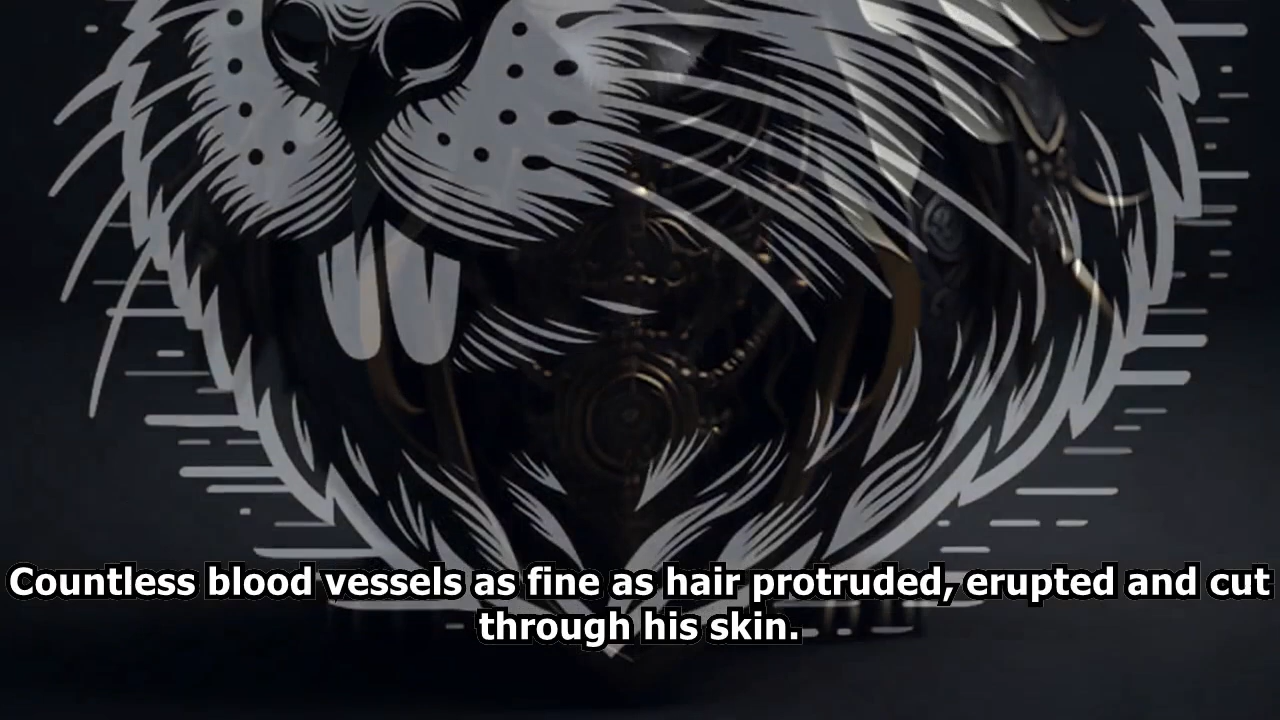 Countless blood vessels as fine as hair protruded, erupted and cut
through his skin.